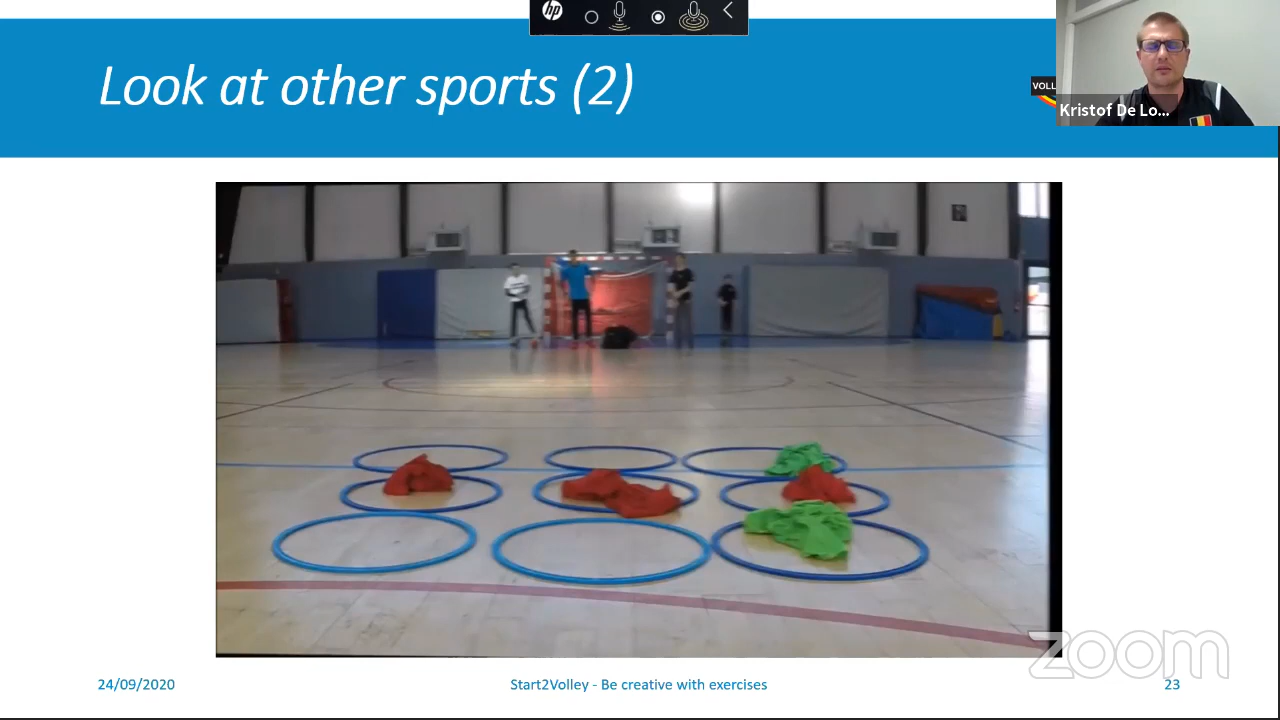 hp
Look at other sports (2)
VOLL
Kristof De Lo...
zoom
24/09/2020
Start2Volley - Be creative with exercises
23